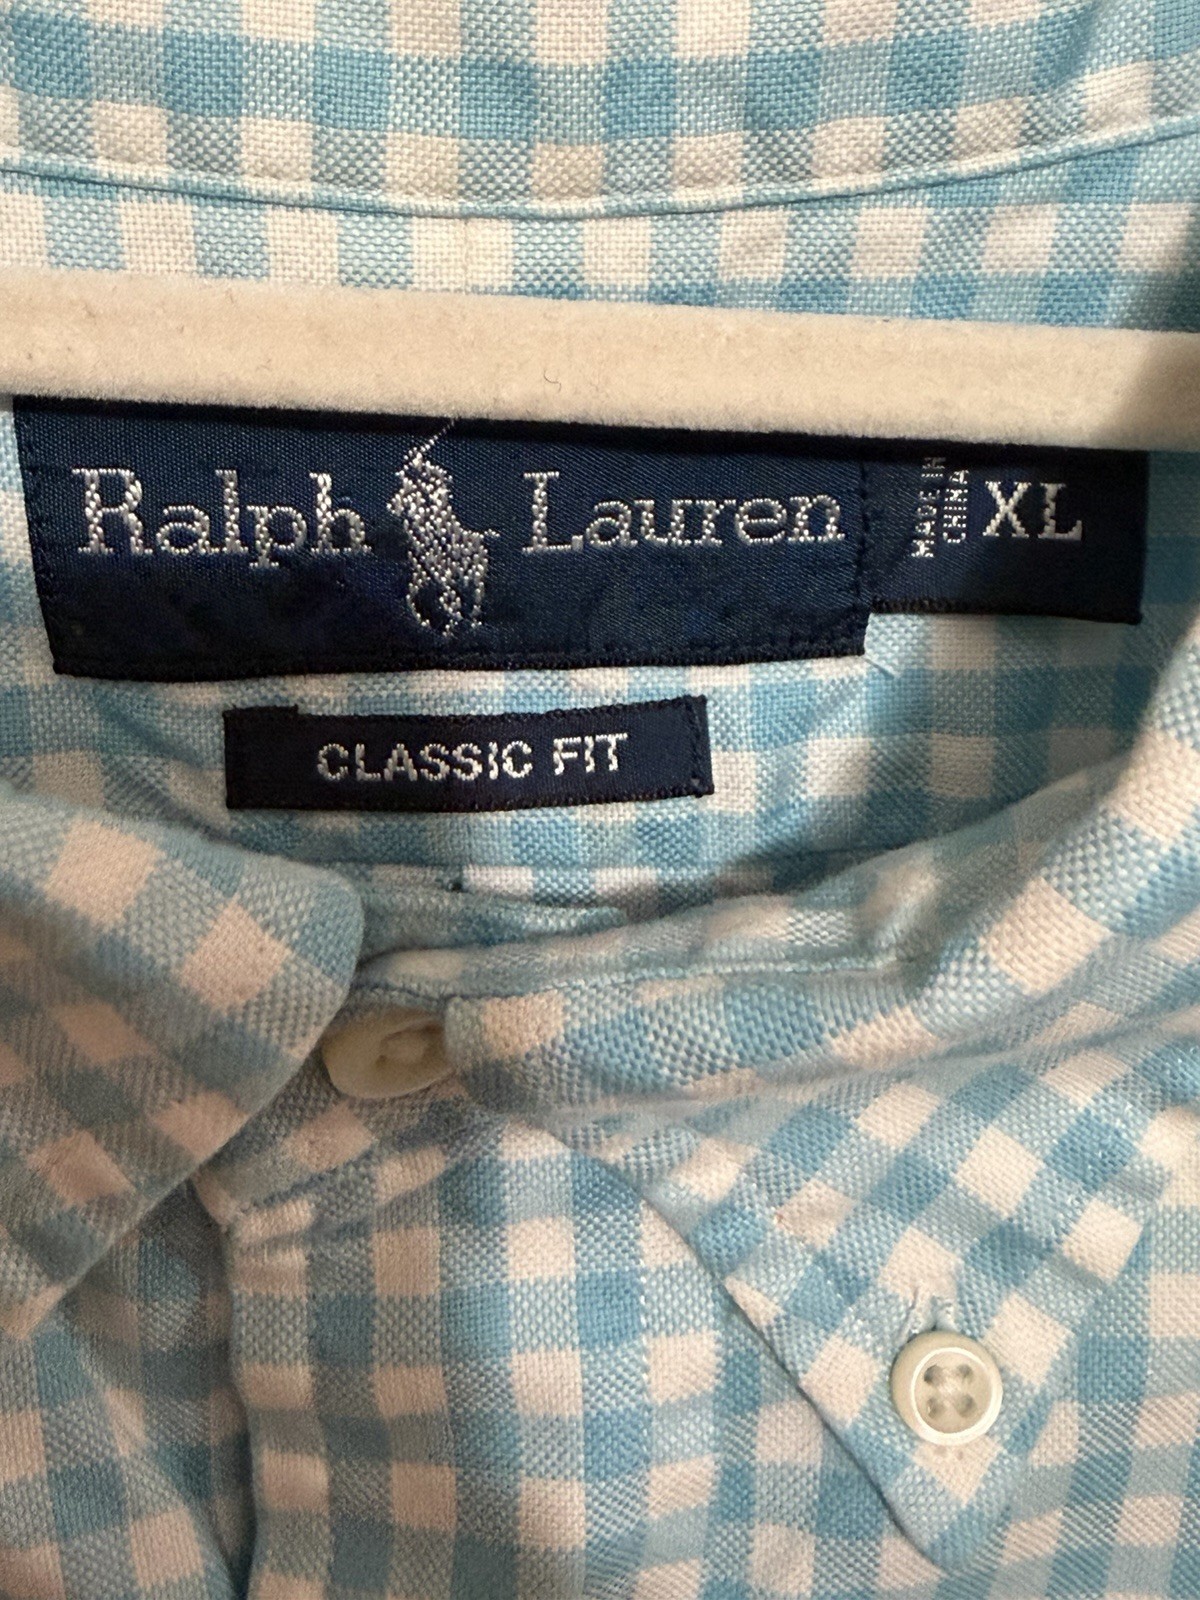 Ralph Lauren
MADE IN
CHINA
XL
CLASSIC FIT